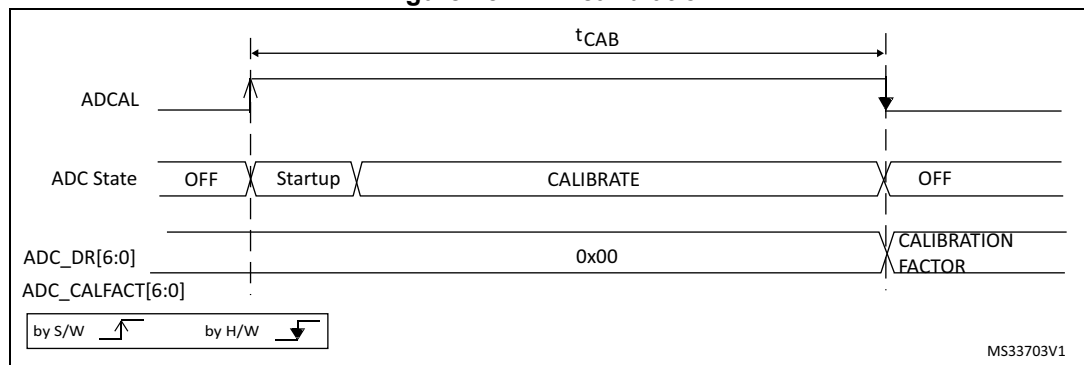 tCAB
ADCAL
ADC State OFF Startup CALIBRATE OFF
ADC_DR[6:0] 0x00 CALIBRATION
FACTOR
ADC_CALFACT[6:0]
by S/W by H/W
MS33703V1